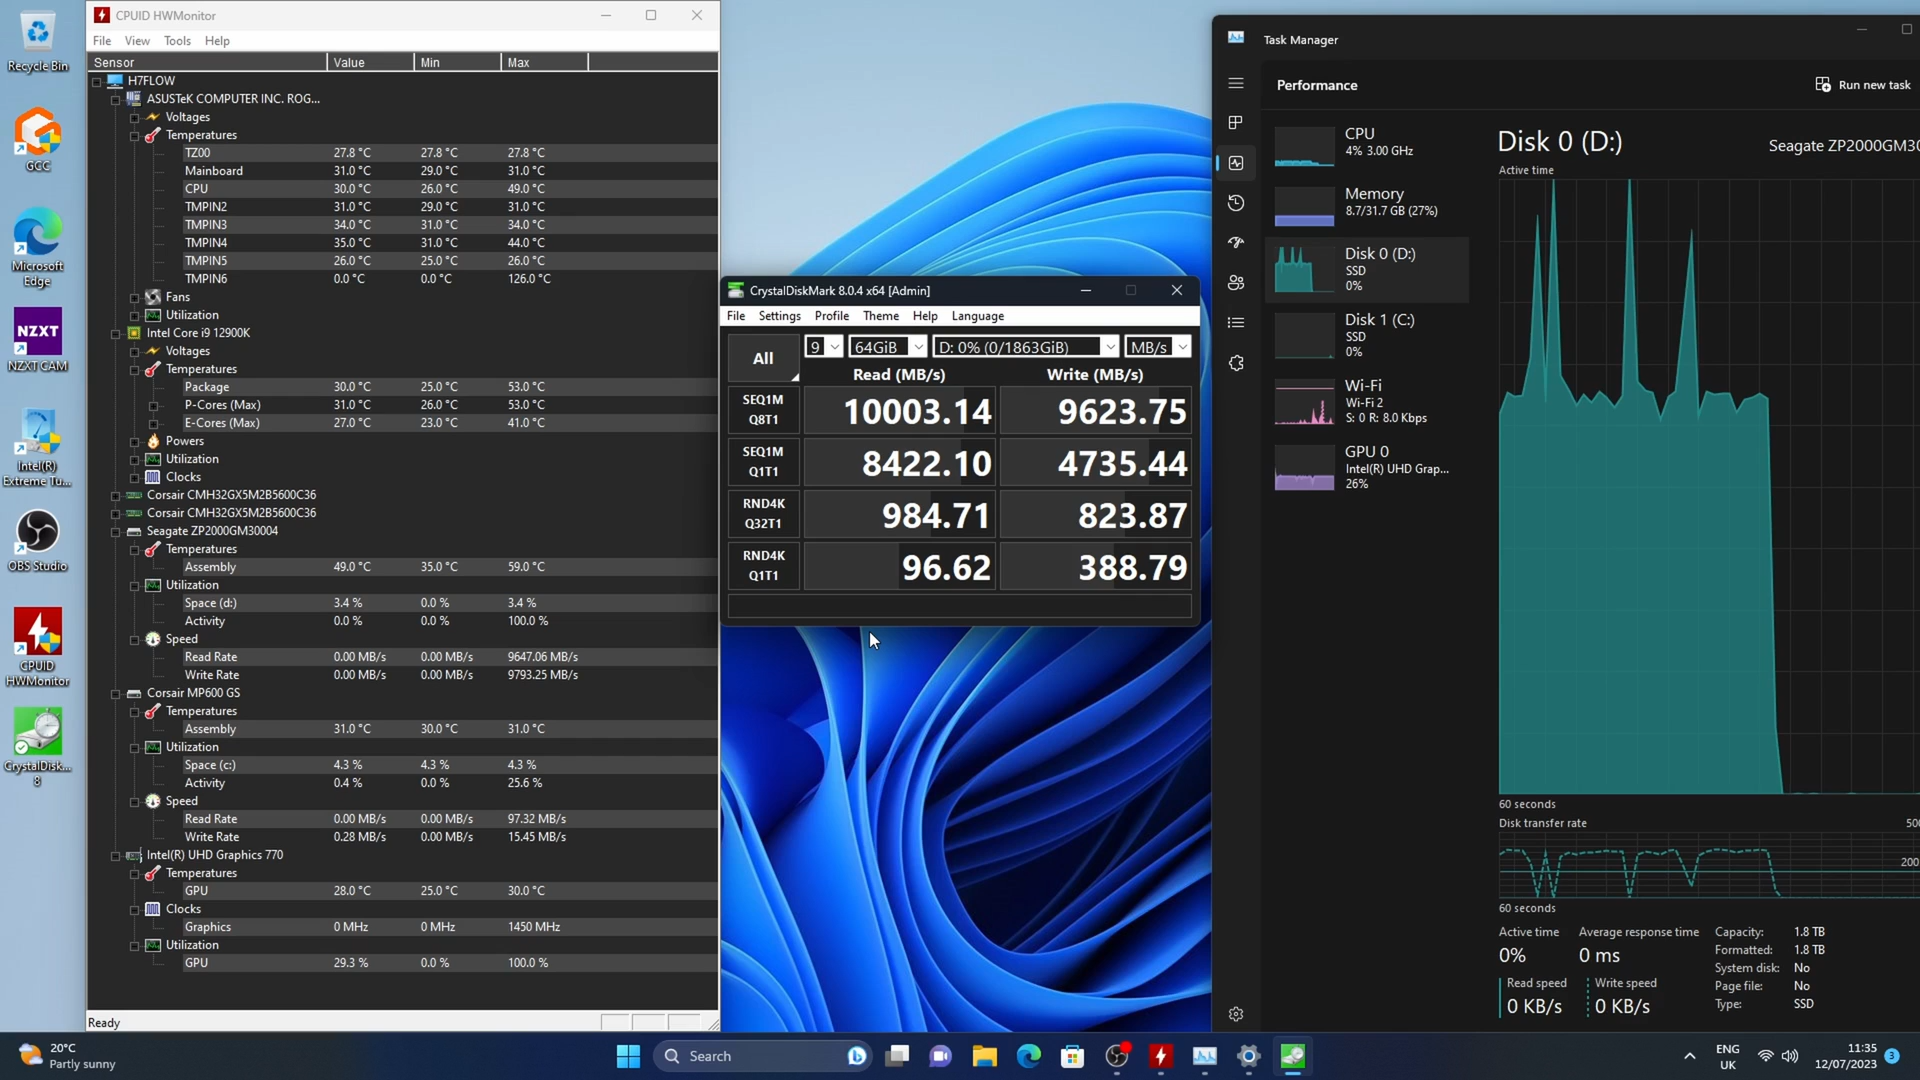 Recycle Bin
GCC
Microsoft
Edge
NZXT
NZXT CAM
Intel(R)
Extreme Tu...
OBS Studio
CPUID
HWMonitor
CrystalDisk...
8
CPUID HWMonitor
File View Tools Help
Sensor Value Min Max
H7FLOW
ASUSTeK COMPUTER INC. ROG...
Voltages
Temperatures
TZ00 27.8 °C 27.8 °C 27.8 °C
Mainboard 31.0 °C 29.0 °C 31.0 °C
CPU 30.0 °C 26.0 °C 49.0 °C
TMPIN2 31.0 °C 29.0 °C 31.0 °C
TMPIN3 34.0 °C 31.0 °C 34.0 °C
TMPIN4 35.0 °C 31.0 °C 44.0 °C
TMPIN5 26.0 °C 25.0 °C 26.0 °C
TMPIN6 0.0 °C 0.0 °C 126.0 °C
Fans
Utilization
Intel Core i9 12900K
Voltages
Temperatures
Package 30.0 °C 25.0 °C 53.0 °C
P-Cores (Max) 31.0 °C 26.0 °C 53.0 °C
E-Cores (Max) 27.0 °C 23.0 °C 41.0 °C
Powers
Utilization
Clocks
Corsair CMH32GX5M2B5600C36
Corsair CMH32GX5M2B5600C36
Seagate ZP2000GM30004
Temperatures
Assembly 49.0 °C 35.0 °C 59.0 °C
Utilization
Space (d:) 3.4 % 0.0 % 3.4 %
Activity 0.0 % 0.0 % 100.0 %
Speed
Read Rate 0.00 MB/s 0.00 MB/s 9647.06 MB/s
Write Rate 0.00 MB/s 0.00 MB/s 9793.25 MB/s
Corsair MP600 GS
Temperatures
Assembly 31.0 °C 30.0 °C 31.0 °C
Utilization
Space (c:) 4.3 % 4.3 % 4.3 %
Activity 0.4 % 0.0 % 25.6 %
Speed
Read Rate 0.00 MB/s 0.00 MB/s 97.32 MB/s
Write Rate 0.28 MB/s 0.00 MB/s 15.45 MB/s
Intel(R) UHD Graphics 770
Temperatures
GPU 28.0 °C 25.0 °C 30.0 °C
Clocks
Graphics 0 MHz 0 MHz 1450 MHz
Utilization
GPU 29.3 % 0.0 % 100.0 %
Ready
CrystalDiskMark 8.0.4 x64 [Admin]
File Settings Profile Theme Help Language
All 9 64GiB D: 0% (0/1863GiB) MB/s
Read (MB/s) Write (MB/s)
SEQ1M
Q8T1 10003.14 9623.75
SEQ1M
Q1T1 8422.10 4735.44
RND4K
Q32T1 984.71 823.87
RND4K
Q1T1 96.62 388.79
Task Manager
Performance Run new task
CPU
4% 3.00 GHz
Memory
8.7/31.7 GB (27%)
Disk 0 (D:)
SSD
0%
Disk 1 (C:)
SSD
0%
Wi-Fi
Wi-Fi 2
S: 0 R: 8.0 Kbps
GPU 0
Intel(R) UHD Grap...
26%
Disk 0 (D:) Seagate ZP2000GM30
Active time
60 seconds
Disk transfer rate 500
200
60 seconds
Active time Average response time
0% 0 ms
Read speed Write speed
0 KB/s 0 KB/s
Capacity: 1.8 TB
Formatted: 1.8 TB
System disk: No
Page file: No
Type: SSD
20°C
Partly sunny
Search
ENG
UK
11:35
12/07/2023
3